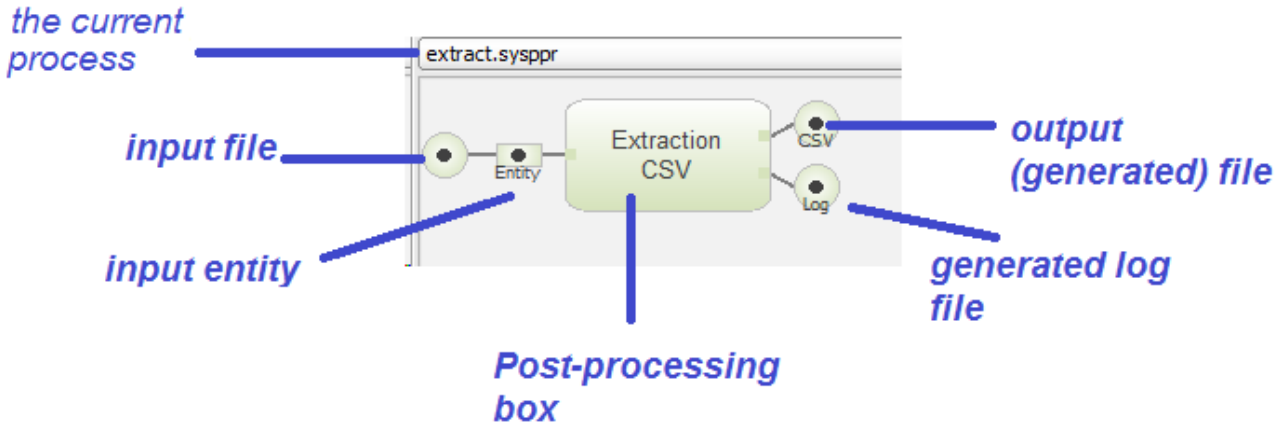 the current
process
extract.sysppr
input file
Entity
Extraction
CSV
CSV
Log
output
(generated) file
input entity
generated log
file
Post-processing
box